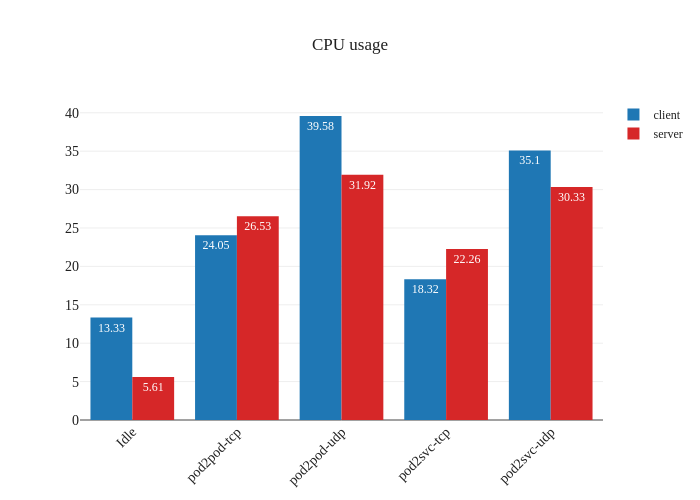 CPU usage
40
35
30
25
20
15
10
5
0
client
server
13.33
5.61
24.05
26.53
39.58
31.92
18.32
22.26
35.1
30.33
Idle
pod2pod-tcp
pod2pod-udp
pod2svc-tcp
pod2svc-udp